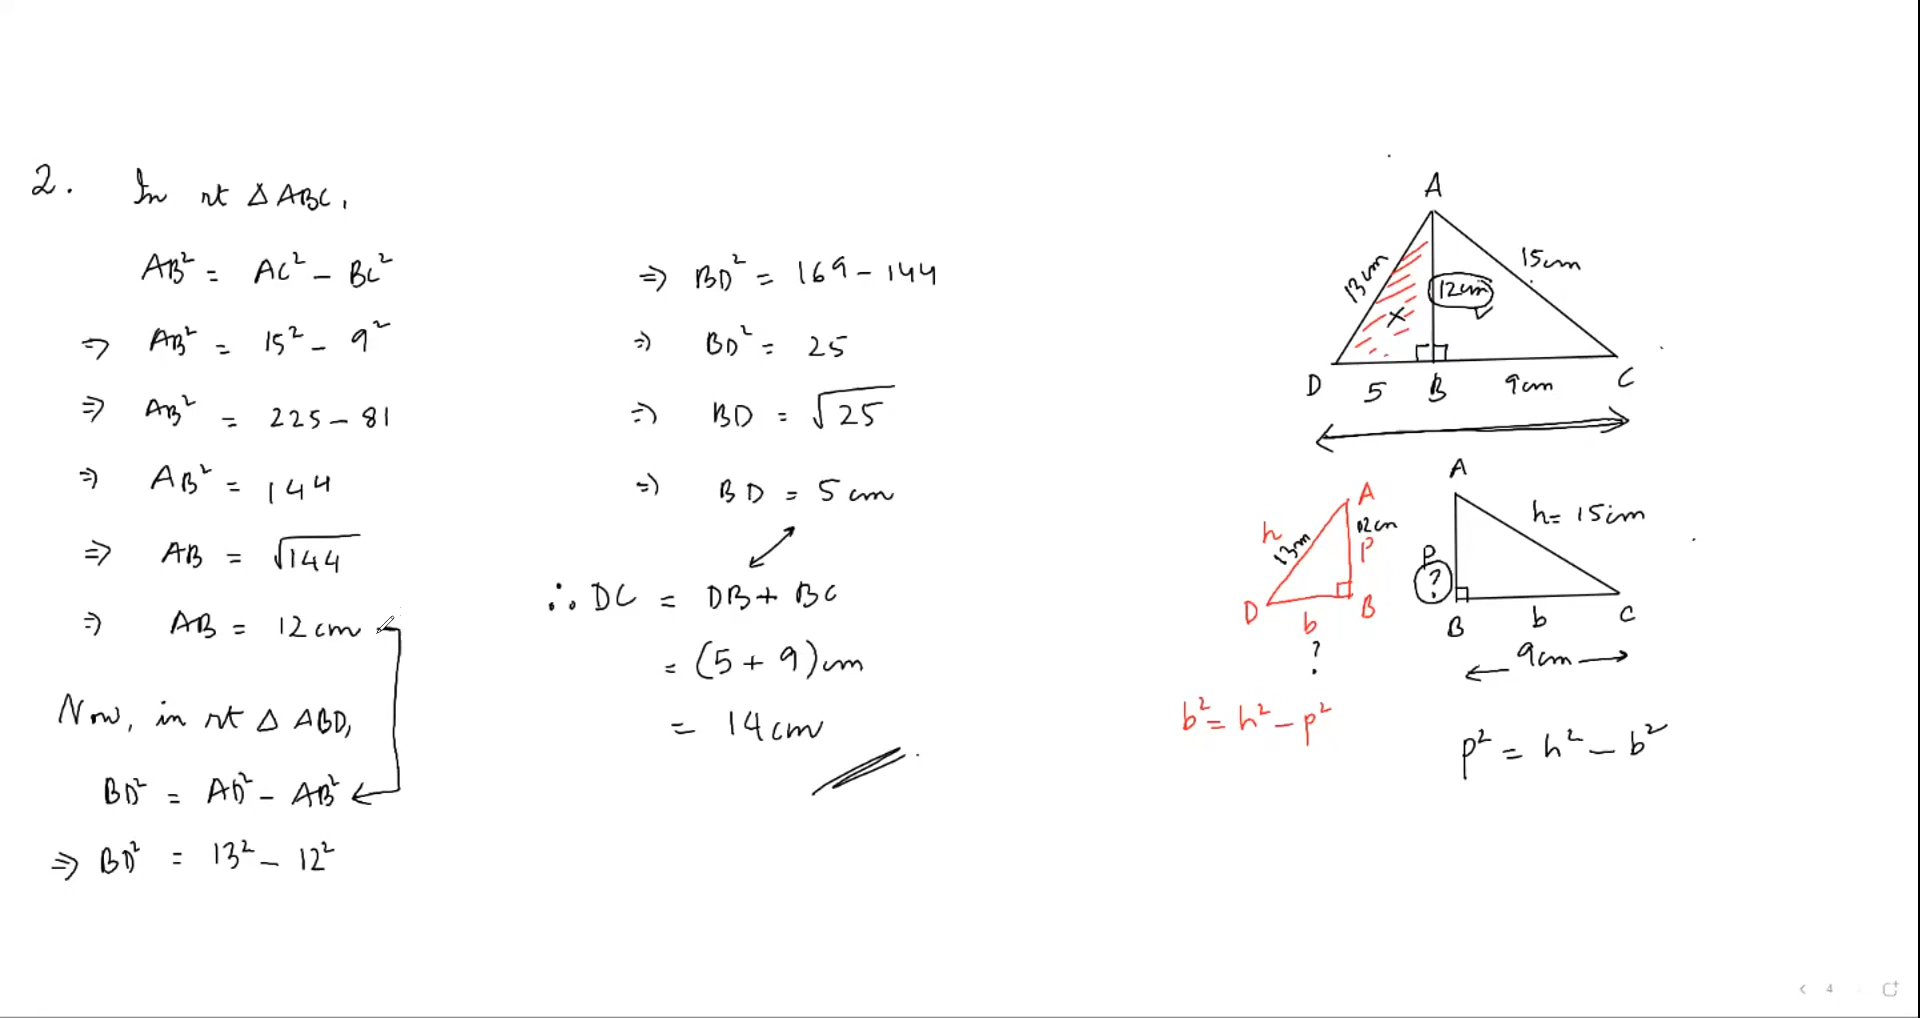 2. In rt Δ ABC,
AB² = AC² − BC²
⇒ AB² = 15² − 9²
⇒ AB² = 225 − 81
⇒ AB² = 144
⇒ AB = √144
⇒ AB = 12 cm
Now, in rt Δ ABD,
BD² = AD² − AB²
⇒ BD² = 13² − 12²
⇒ BD² = 169 − 144
⇒ BD² = 25
⇒ BD = √25
⇒ BD = 5 cm
∴ DC = DB + BC
= (5 + 9) cm
= 14 cm
A
13 cm
12 cm
15 cm
x
D 5 B 9 cm C
A
h
13 cm
12 cm
p
D b B
?
b² = h² − p²
A
h = 15 cm
p
?
B b C
9 cm
p² = h² − b²
4